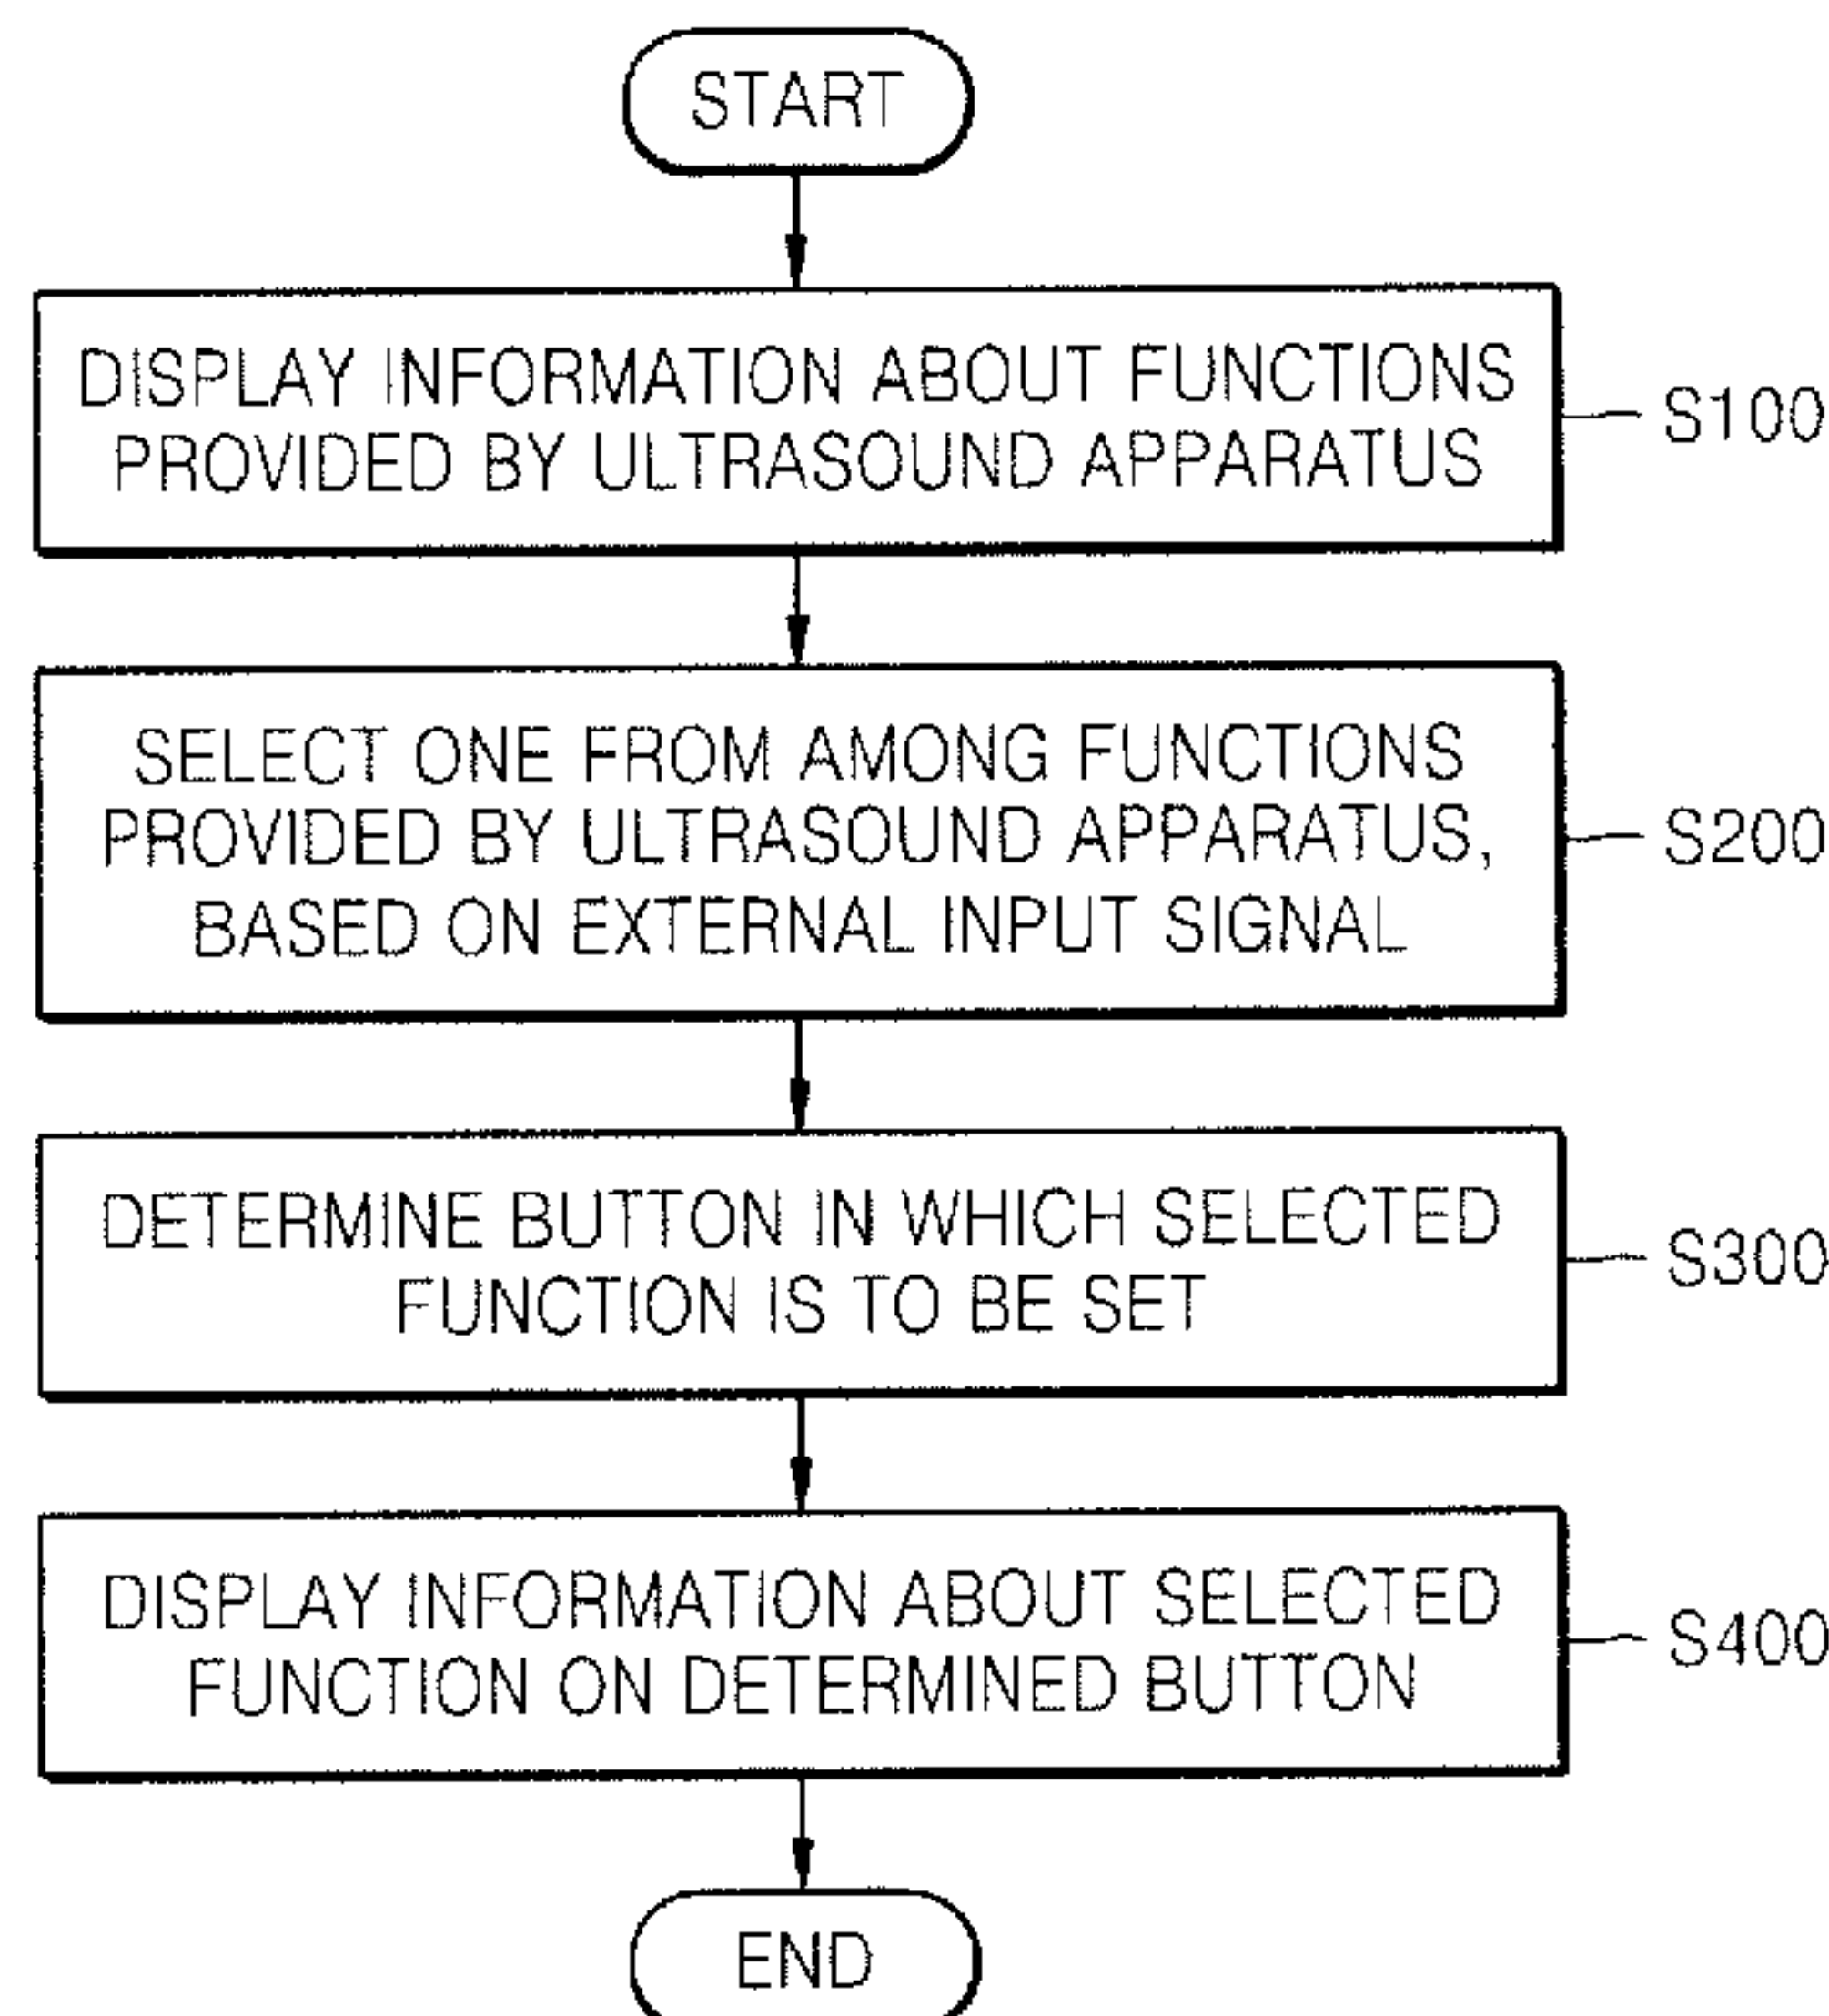 START
DISPLAY INFORMATION ABOUT FUNCTIONS
PROVIDED BY ULTRASOUND APPARATUS
S100
SELECT ONE FROM AMONG FUNCTIONS
PROVIDED BY ULTRASOUND APPARATUS,
BASED ON EXTERNAL INPUT SIGNAL
S200
DETERMINE BUTTON IN WHICH SELECTED
FUNCTION IS TO BE SET
S300
DISPLAY INFORMATION ABOUT SELECTED
FUNCTION ON DETERMINED BUTTON
S400
END